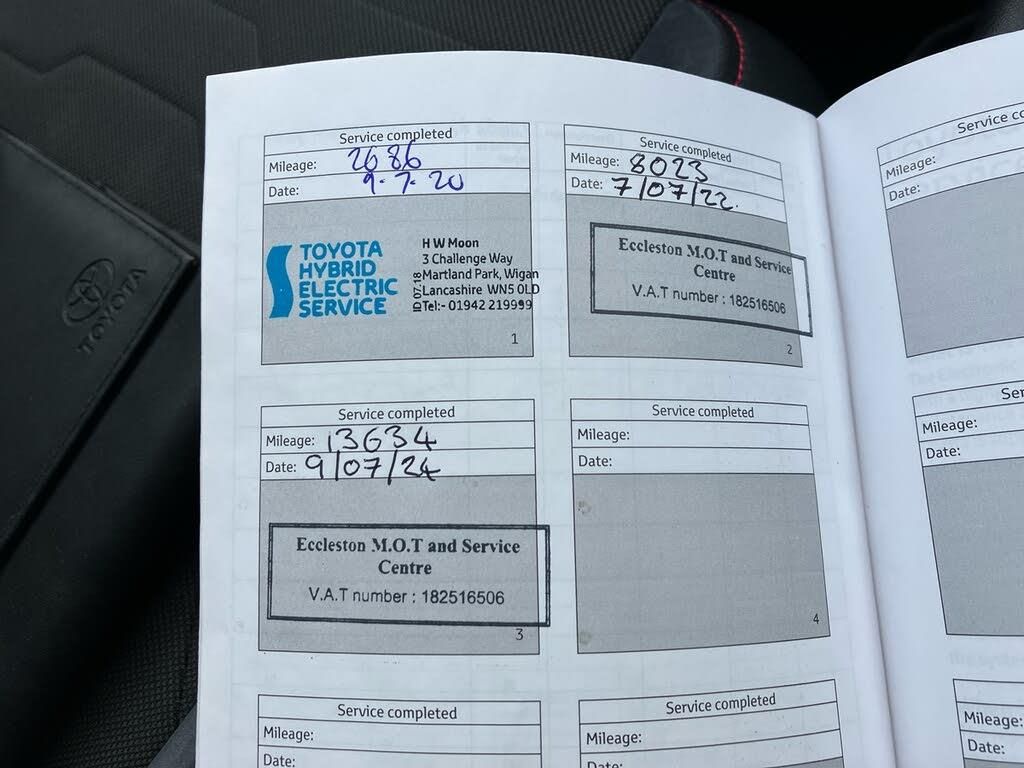 Service completed
Mileage: 2686
Date: 9-7-20
TOYOTA
HYBRID
ELECTRIC
SERVICE
H W Moon
3 Challenge Way
Martland Park, Wigan
Lancashire WN5 0LD
Tel:- 01942 219999
ID 07.18
1
Service completed
Mileage: 8023
Date: 7/07/22.
Eccleston M.O.T and Service
Centre
V.A.T number : 182516506
2
Service co
Mileage:
Date:
Service completed
Mileage: 13634
Date: 9/07/24
Eccleston M.O.T and Service
Centre
V.A.T number : 182516506
3
Service completed
Mileage:
Date:
4
Ser
Mileage:
Date:
Service completed
Mileage:
Date:
Service completed
Mileage:
Date:
Mileage:
Date:
TOYOTA